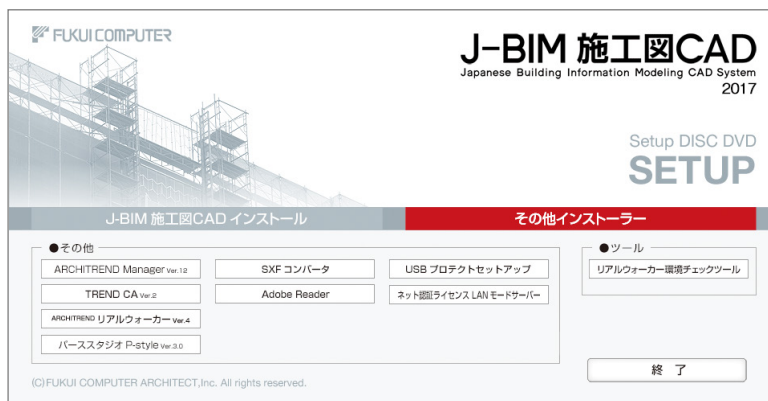 FUKUI COMPUTER
J-BIM 施工図CAD
Japanese Building Information Modeling CAD System
2017
Setup DISC DVD
SETUP
J-BIM 施工図CAD インストール
その他インストーラー
●その他
ARCHITREND Manager Ver.12
SXF コンバータ
USB プロテクトセットアップ
TREND CA Ver.2
Adobe Reader
ネット認証ライセンス LAN モードサーバー
ARCHITREND リアルウォーカー Ver.4
パーススタジオ P-style Ver.3.0
●ツール
リアルウォーカー環境チェックツール
終 了
(C)FUKUI COMPUTER ARCHITECT,Inc. All rights reserved.